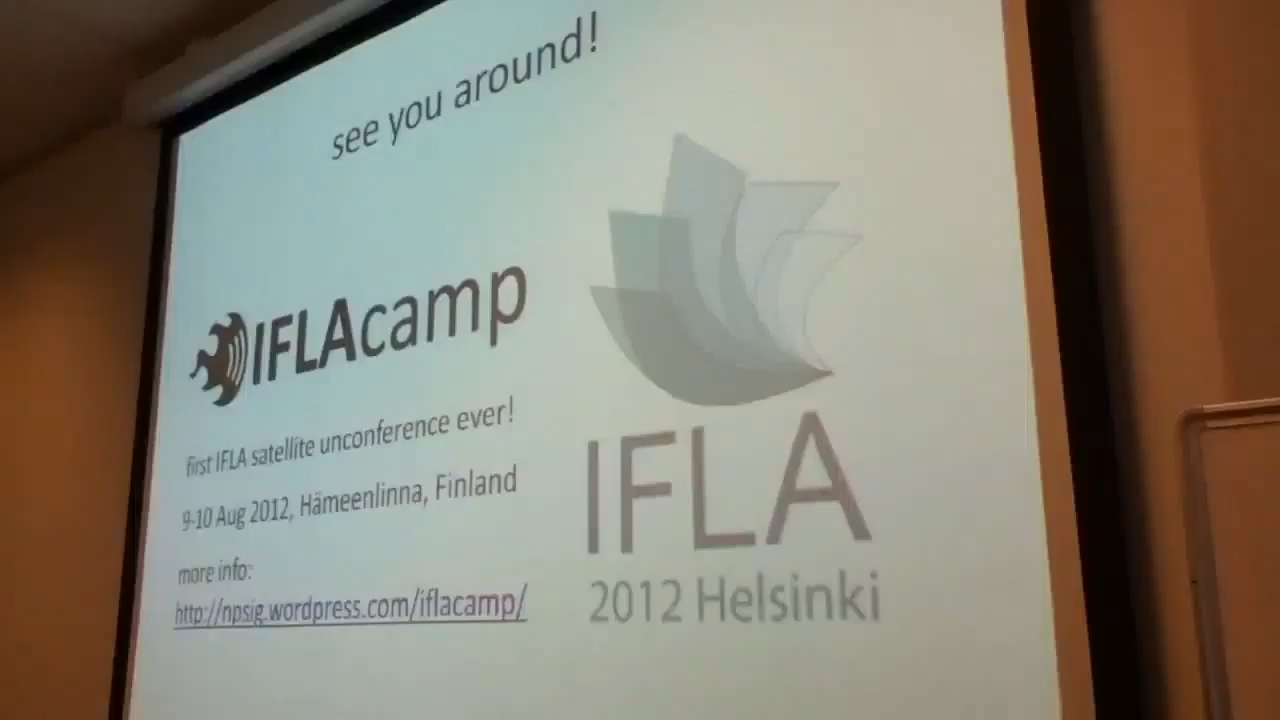 see you around!
IFLAcamp
first IFLA satellite unconference ever!
9-10 Aug 2012, Hämeenlinna, Finland
more info:
http://npsig.wordpress.com/iflacamp/
IFLA
2012 Helsinki